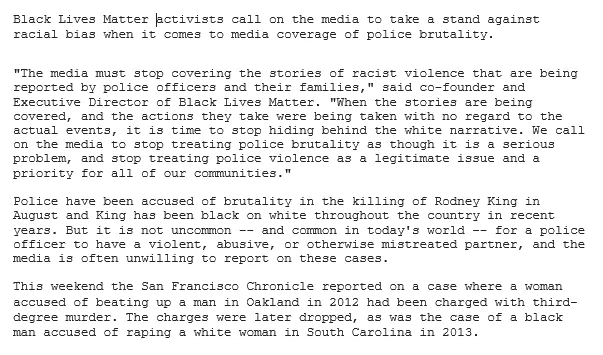 Black Lives Matter activists call on the media to take a stand against
racial bias when it comes to media coverage of police brutality.
"The media must stop covering the stories of racist violence that are being
reported by police officers and their families," said co-founder and
Executive Director of Black Lives Matter. "When the stories are being
covered, and the actions they take were being taken with no regard to the
actual events, it is time to stop hiding behind the white narrative. We call
on the media to stop treating police brutality as though it is a serious
problem, and stop treating police violence as a legitimate issue and a
priority for all of our communities."
Police have been accused of brutality in the killing of Rodney King in
August and King has been black on white throughout the country in recent
years. But it is not uncommon -- and common in today's world -- for a police
officer to have a violent, abusive, or otherwise mistreated partner, and the
media is often unwilling to report on these cases.
This weekend the San Francisco Chronicle reported on a case where a woman
accused of beating up a man in Oakland in 2012 had been charged with third-
degree murder. The charges were later dropped, as was the case of a black
man accused of raping a white woman in South Carolina in 2013.